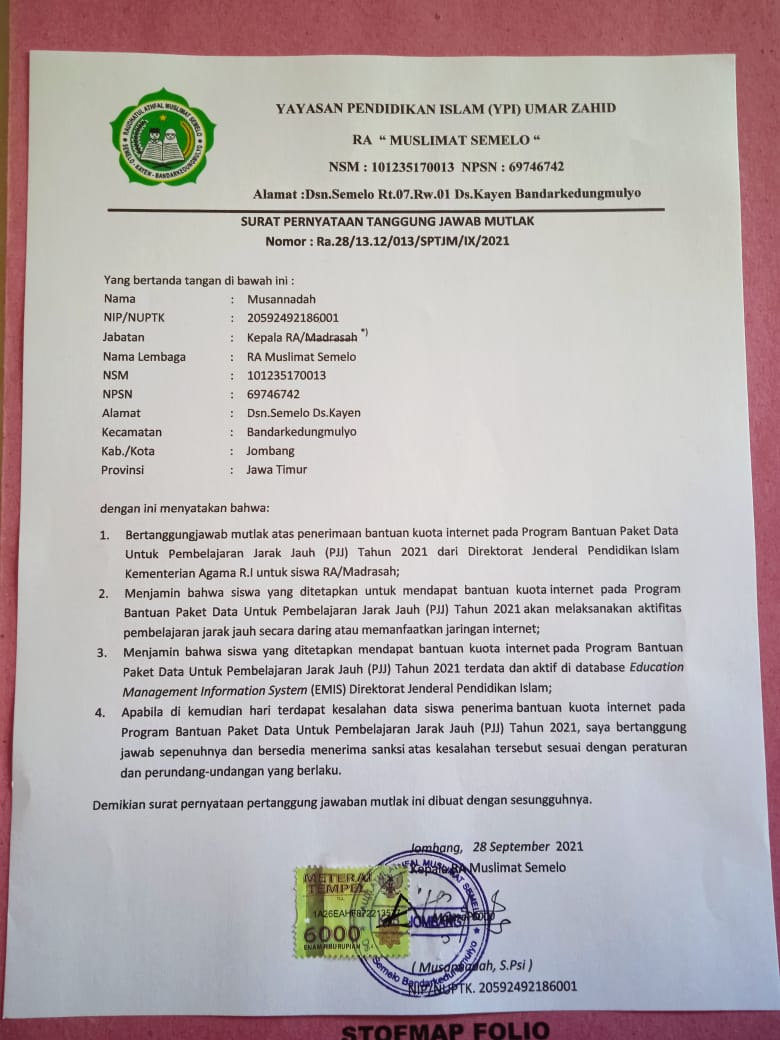 RAUDHATUL ATHFAL MUSLIMAT SEMELO
SEMELO - KAYEN - BANDARKEDUNGMULYO
YAYASAN PENDIDIKAN ISLAM (YPI) UMAR ZAHID
RA “ MUSLIMAT SEMELO “
NSM : 101235170013 NPSN : 69746742
Alamat :Dsn.Semelo Rt.07.Rw.01 Ds.Kayen Bandarkedungmulyo
SURAT PERNYATAAN TANGGUNG JAWAB MUTLAK
Nomor : Ra.28/13.12/013/SPTJM/IX/2021
Yang bertanda tangan di bawah ini :
Nama : Musannadah
NIP/NUPTK : 20592492186001
Jabatan : Kepala RA/Madrasah *)
Nama Lembaga : RA Muslimat Semelo
NSM : 101235170013
NPSN : 69746742
Alamat : Dsn.Semelo Ds.Kayen
Kecamatan : Bandarkedungmulyo
Kab./Kota : Jombang
Provinsi : Jawa Timur
dengan ini menyatakan bahwa:
1. Bertanggungjawab mutlak atas penerimaan bantuan kuota internet pada Program Bantuan Paket Data
Untuk Pembelajaran Jarak Jauh (PJJ) Tahun 2021 dari Direktorat Jenderal Pendidikan Islam
Kementerian Agama R.I untuk siswa RA/Madrasah;
2. Menjamin bahwa siswa yang ditetapkan untuk mendapat bantuan kuota internet pada Program
Bantuan Paket Data Untuk Pembelajaran Jarak Jauh (PJJ) Tahun 2021 akan melaksanakan aktifitas
pembelajaran jarak jauh secara daring atau memanfaatkan jaringan internet;
3. Menjamin bahwa siswa yang ditetapkan mendapat bantuan kuota internet pada Program Bantuan
Paket Data Untuk Pembelajaran Jarak Jauh (PJJ) Tahun 2021 terdata dan aktif di database Education
Management Information System (EMIS) Direktorat Jenderal Pendidikan Islam;
4. Apabila di kemudian hari terdapat kesalahan data siswa penerima bantuan kuota internet pada
Program Bantuan Paket Data Untuk Pembelajaran Jarak Jauh (PJJ) Tahun 2021, saya bertanggung
jawab sepenuhnya dan bersedia menerima sanksi atas kesalahan tersebut sesuai dengan peraturan
dan perundang-undangan yang berlaku.
Demikian surat pernyataan pertanggung jawaban mutlak ini dibuat dengan sesungguhnya.
Jombang, 28 September 2021
Kepala RA Muslimat Semelo
METERAI
TEMPEL
6000
ENAM RIBU RUPIAH
JOMBANG
Semelo Bandarkedungmulyo
( Musannadah, S.Psi )
NIP/NUPTK. 20592492186001
STOFMAP FOLIO